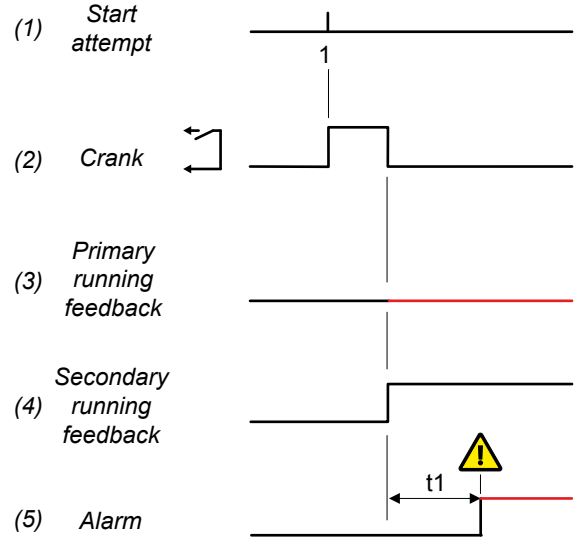 (1) Start attempt
1
(2) Crank
(3) Primary running feedback
(4) Secondary running feedback
t1
(5) Alarm